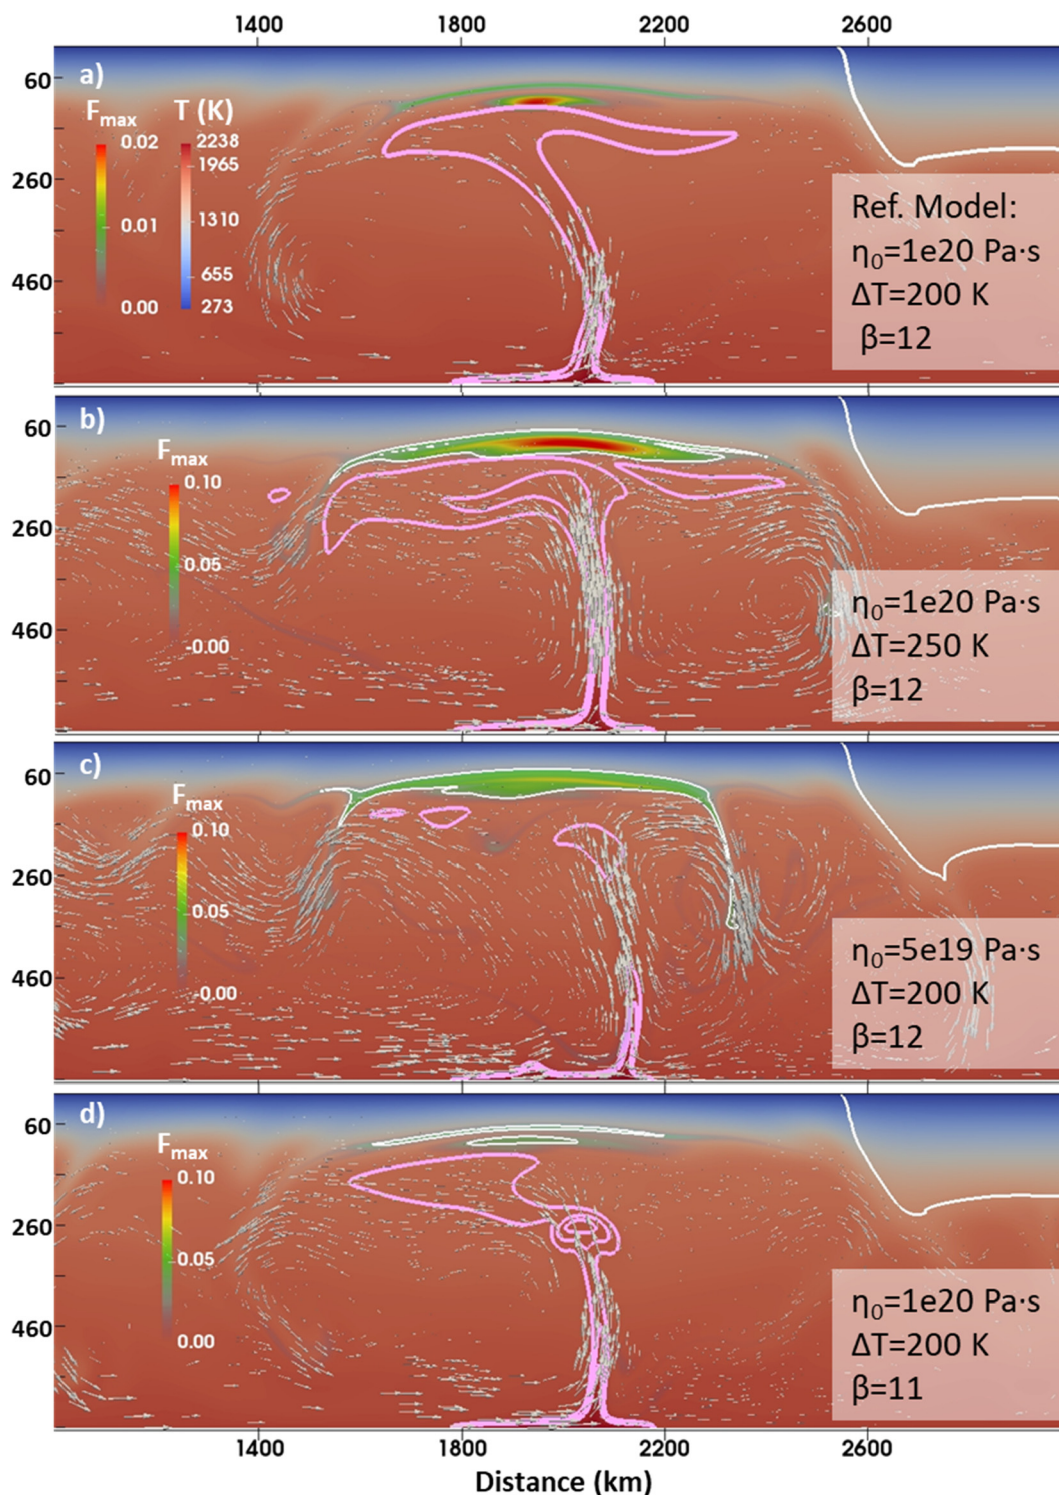 1400 1800 2200 2600
a)
60
260
460
F_max T (K)
0.02 2238
1965
0.01 1310
655
0.00 273
Ref. Model:
η₀=1e20 Pa·s
ΔT=200 K
β=12
b)
60
260
460
F_max
0.10
0.05
-0.00
η₀=1e20 Pa·s
ΔT=250 K
β=12
c)
60
260
460
F_max
0.10
0.05
-0.00
η₀=5e19 Pa·s
ΔT=200 K
β=12
d)
60
260
460
F_max
0.10
0.05
0.00
η₀=1e20 Pa·s
ΔT=200 K
β=11
1400 1800 2200 2600
Distance (km)